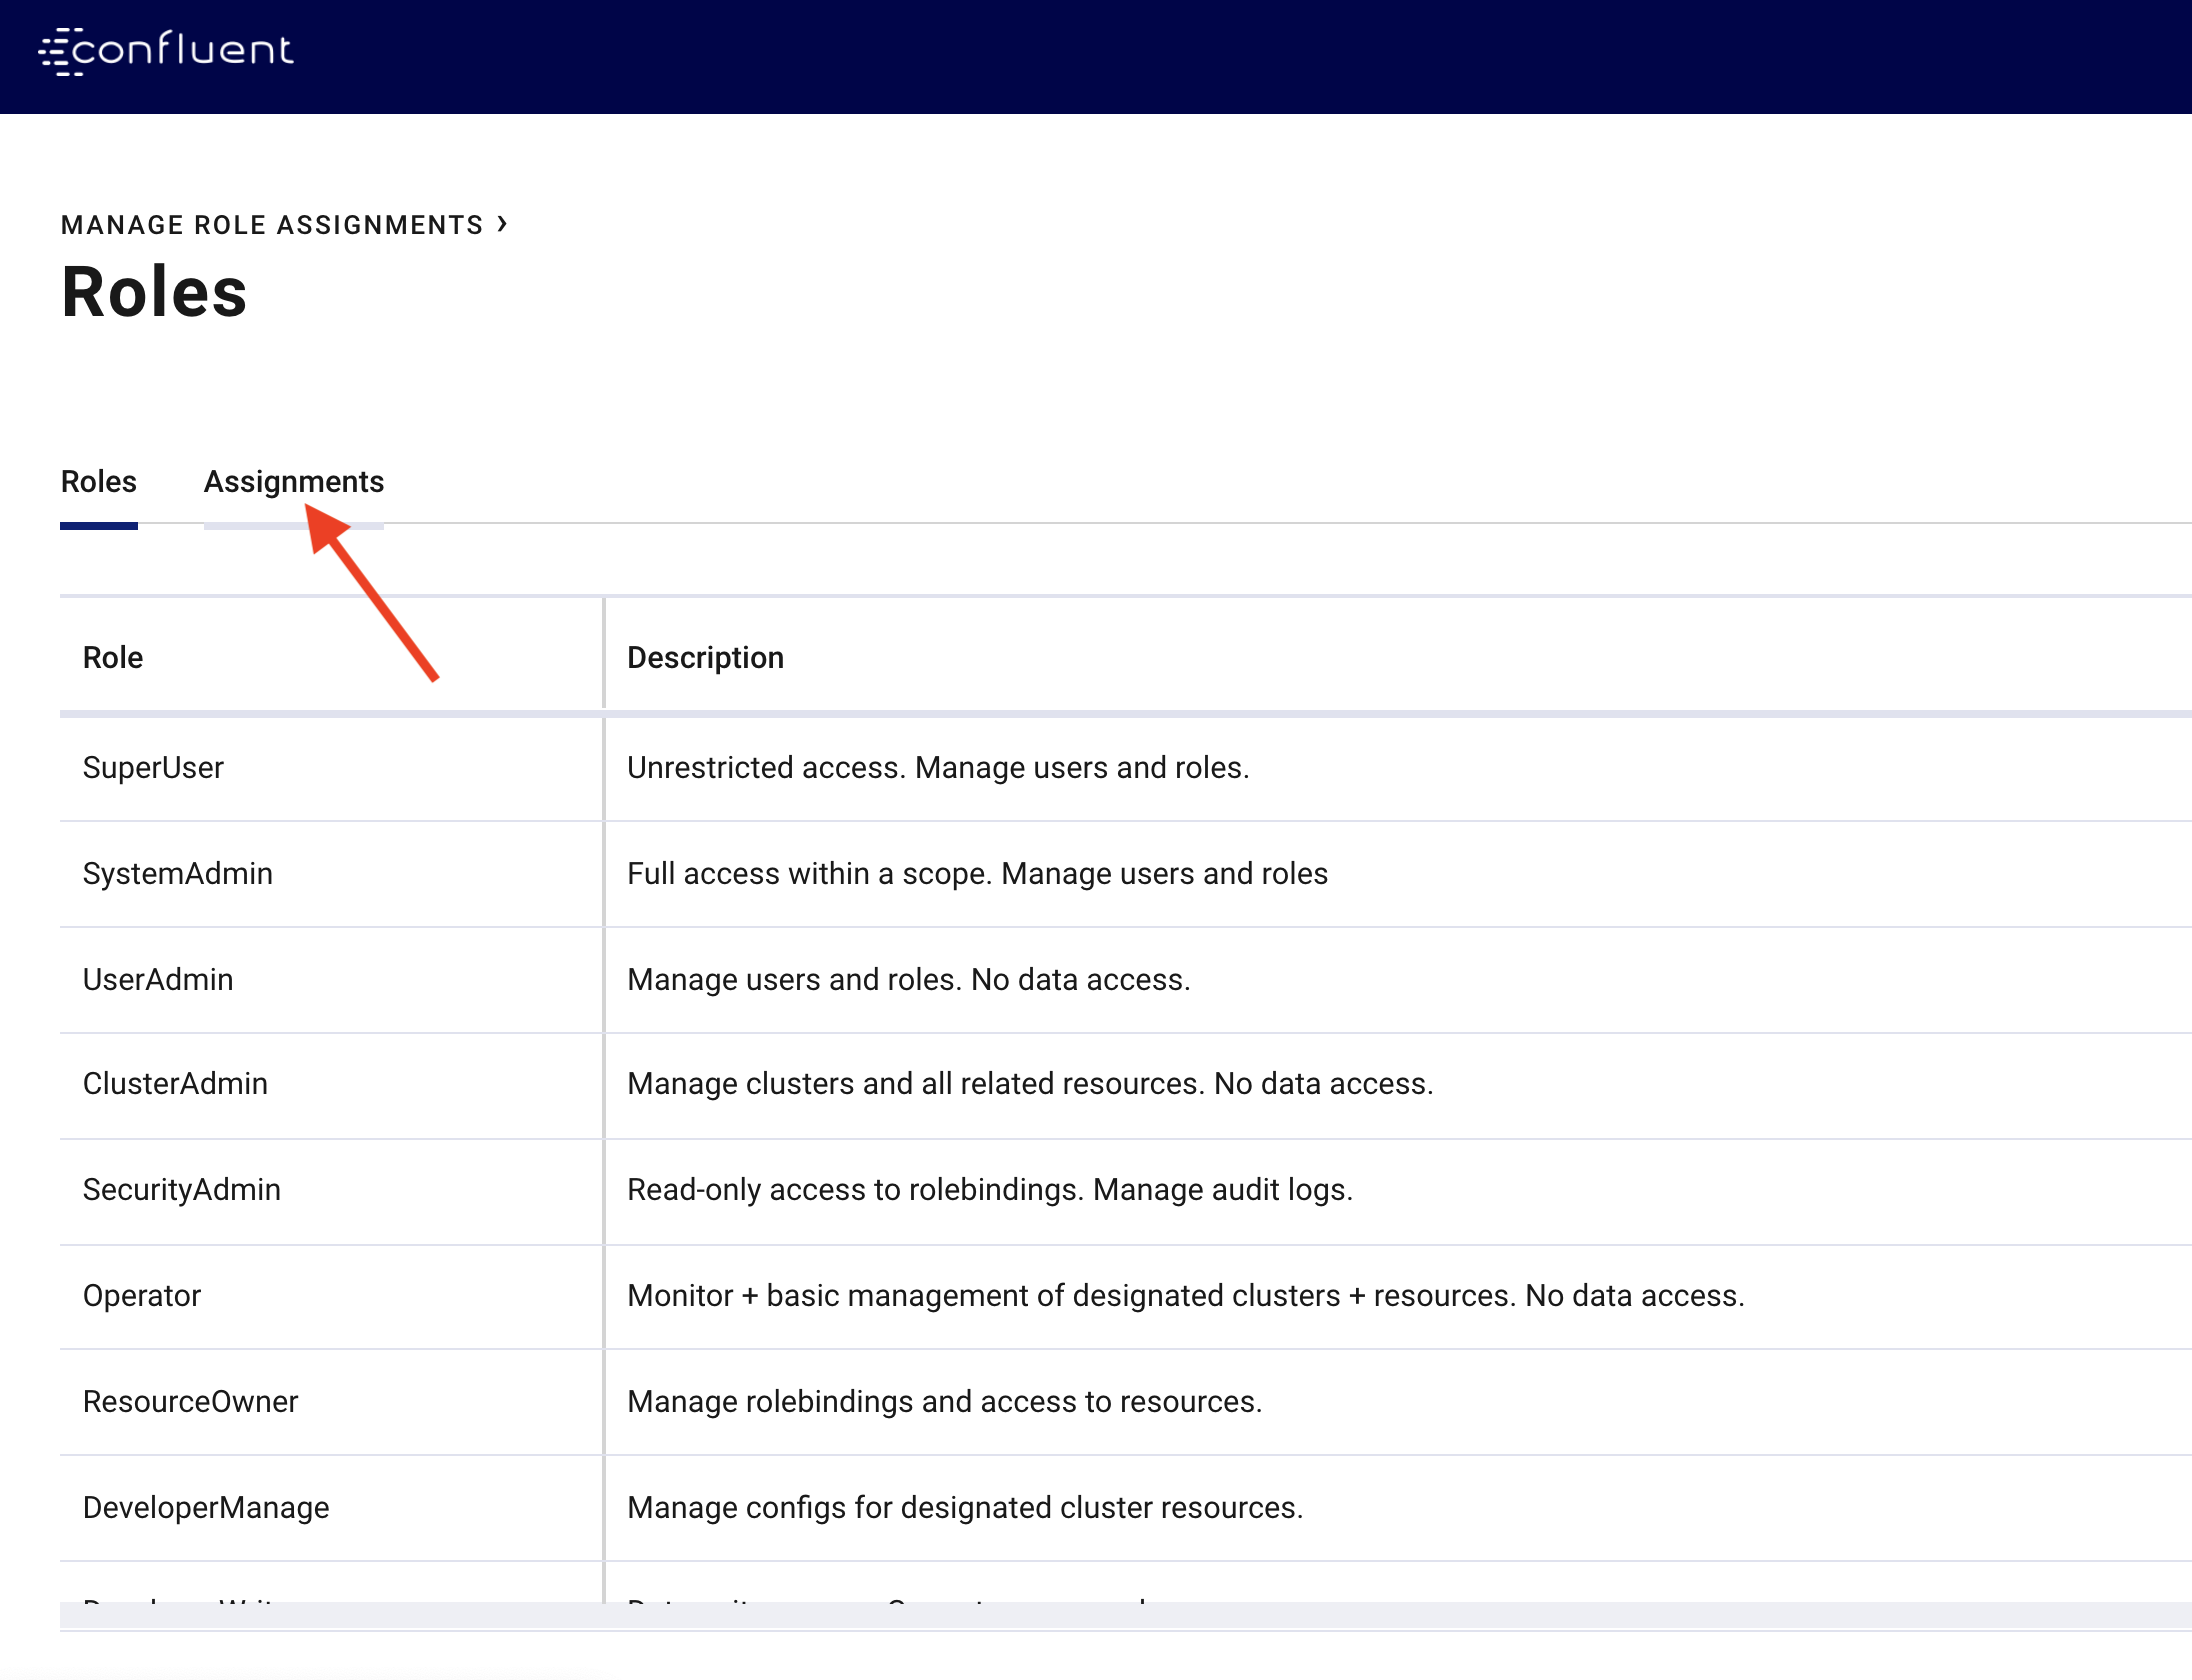 confluent
MANAGE ROLE ASSIGNMENTS ›
Roles
Roles Assignments
Role Description
SuperUser Unrestricted access. Manage users and roles.
SystemAdmin Full access within a scope. Manage users and roles
UserAdmin Manage users and roles. No data access.
ClusterAdmin Manage clusters and all related resources. No data access.
SecurityAdmin Read-only access to rolebindings. Manage audit logs.
Operator Monitor + basic management of designated clusters + resources. No data access.
ResourceOwner Manage rolebindings and access to resources.
DeveloperManage Manage configs for designated cluster resources.